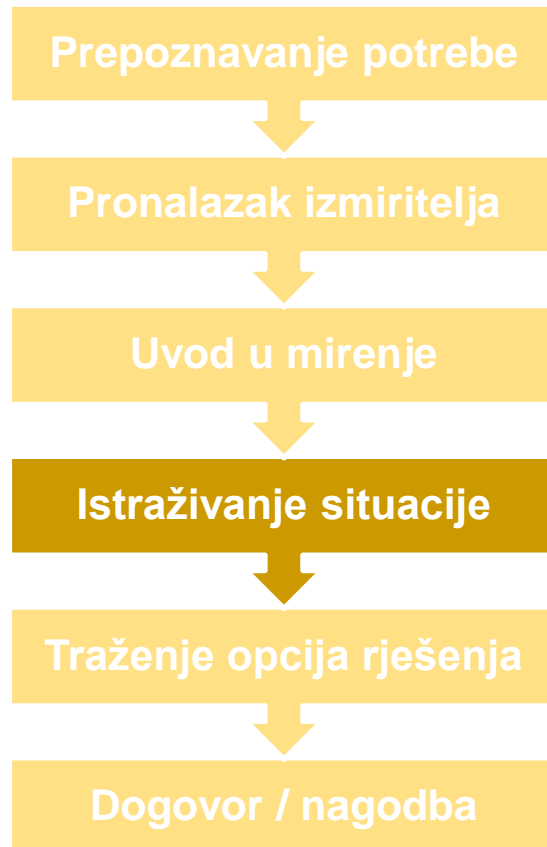 Prepoznavanje potrebe
Pronalazak izmiritelja
Uvod u mirenje
Istraživanje situacije
Traženje opcija rješenja
Dogovor / nagodba